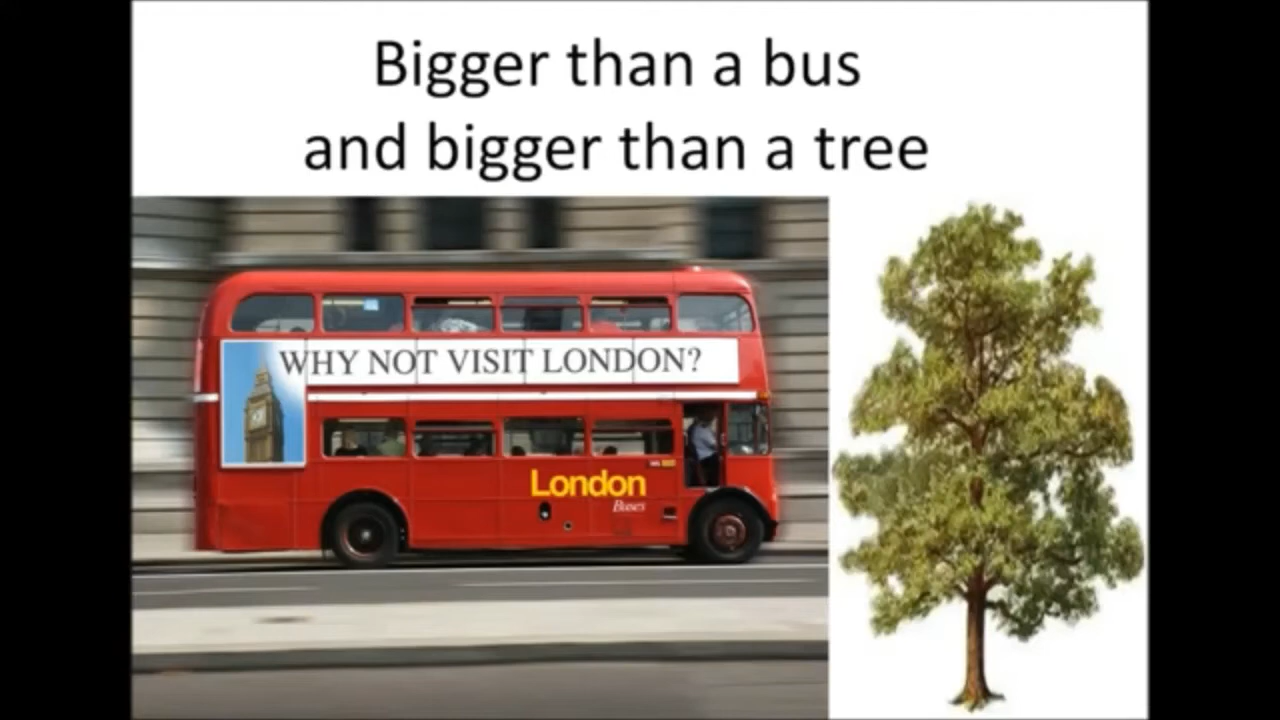 Bigger than a bus
and bigger than a tree
WHY NOT VISIT LONDON?
London
Buses